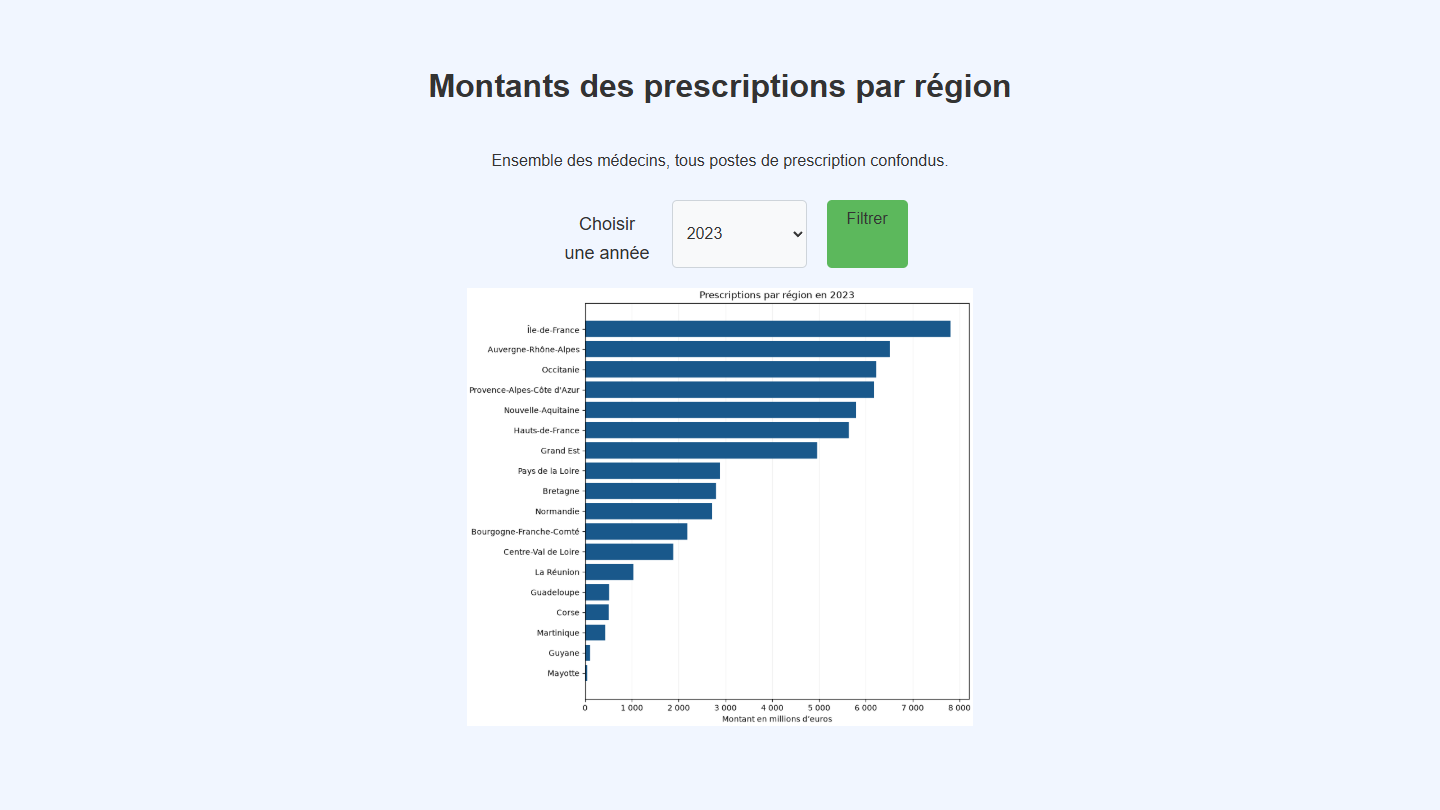 Montants des prescriptions par région
Ensemble des médecins, tous postes de prescription confondus.
Choisir
une année
2023
Filtrer
Prescriptions par région en 2023
Île-de-France
Auvergne-Rhône-Alpes
Occitanie
Provence-Alpes-Côte d'Azur
Nouvelle-Aquitaine
Hauts-de-France
Grand Est
Pays de la Loire
Bretagne
Normandie
Bourgogne-Franche-Comté
Centre-Val de Loire
La Réunion
Guadeloupe
Corse
Martinique
Guyane
Mayotte
0 1 000 2 000 3 000 4 000 5 000 6 000 7 000 8 000
Montant en millions d'euros